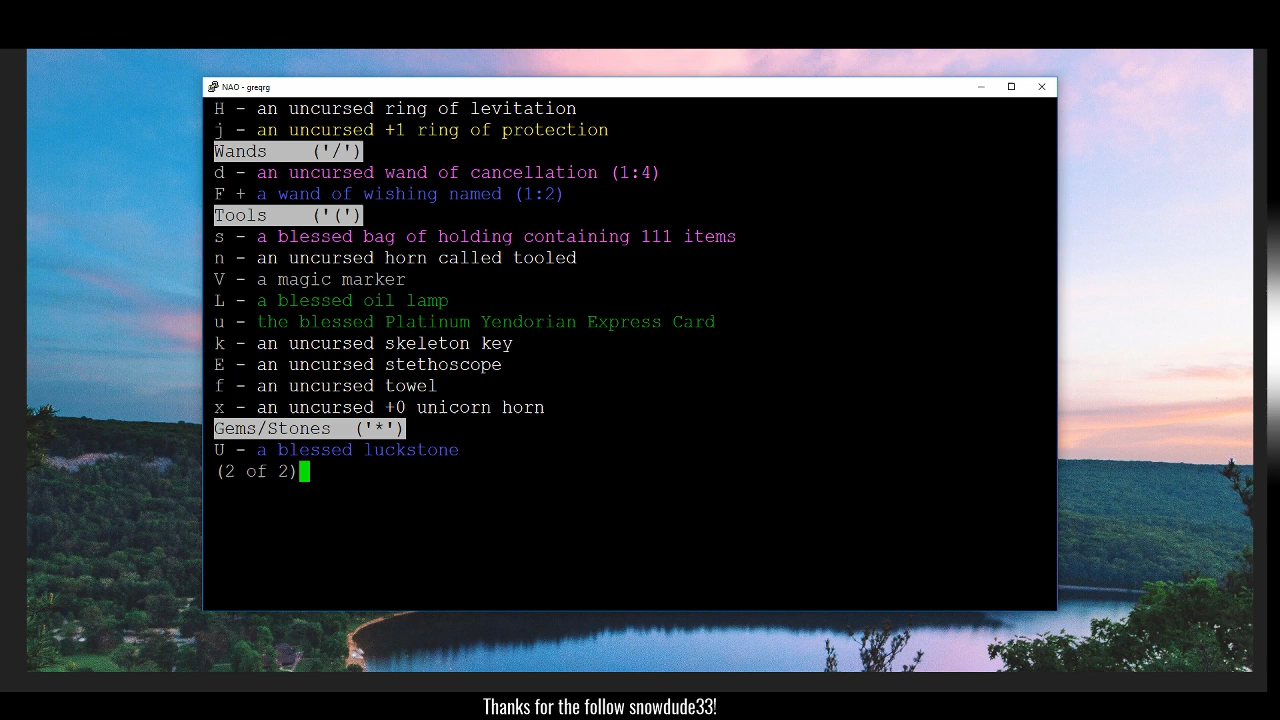 NAO - greqrg
H - an uncursed ring of levitation
j - an uncursed +1 ring of protection
Wands ('/')
d - an uncursed wand of cancellation (1:4)
F + a wand of wishing named (1:2)
Tools ('(')
s - a blessed bag of holding containing 111 items
n - an uncursed horn called tooled
V - a magic marker
L - a blessed oil lamp
u - the blessed Platinum Yendorian Express Card
k - an uncursed skeleton key
E - an uncursed stethoscope
f - an uncursed towel
x - an uncursed +0 unicorn horn
Gems/Stones ('*')
U - a blessed luckstone
(2 of 2)
Thanks for the follow snowdude33!